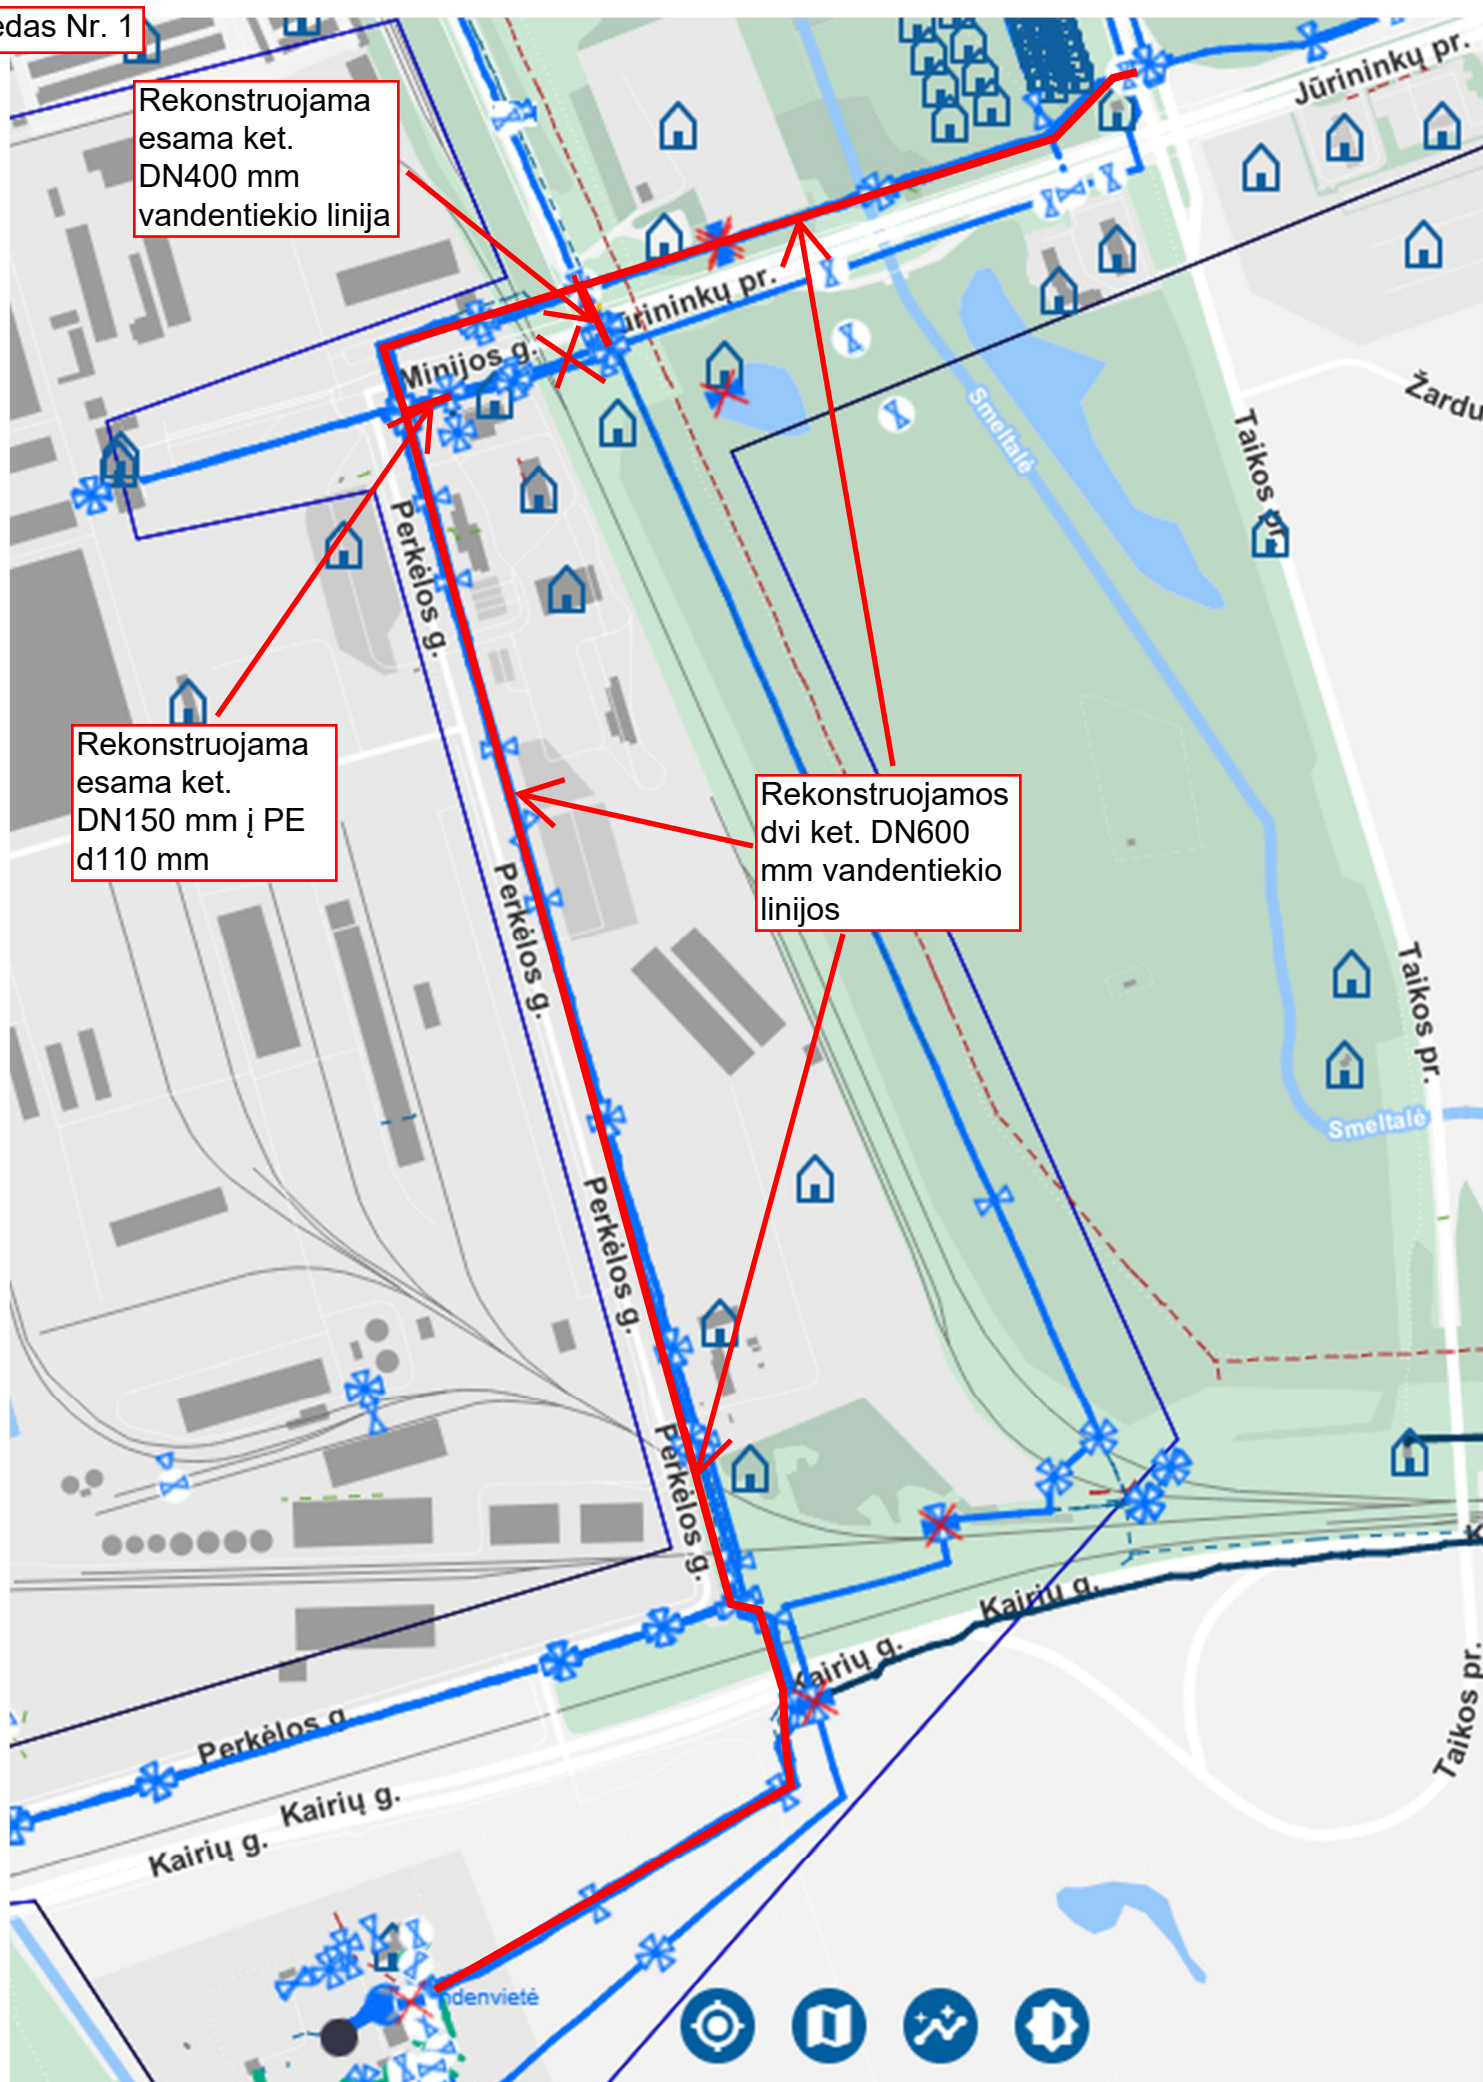 edas Nr. 1
Rekonstruojama
esama ket.
DN400 mm
vandentiekio linija
Jūrininkų pr.
ūrininkų pr.
Minijos g.
Smeltalė
Taikos pr.
Žardu
Perkėlos g.
Rekonstruojama
esama ket.
DN150 mm į PE
d110 mm
Rekonstruojamos
dvi ket. DN600
mm vandentiekio
linijos
Perkėlos g.
Taikos pr.
Smeltalė
Perkėlos g.
Perkėlos g.
K
Kairių g.
Kairių g.
Perkėlos g.
Taikos pr.
Kairių g.
Kairių g.
ndenvietė